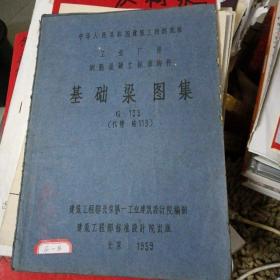 中华人民共和国建筑工程部批准
工业厂房
钢筋混凝土标准构件
基础梁图集
(代替 结113)
建筑工程部北京第一工业建筑设计院编制
建筑工程部标准设计院出版
北京 1959